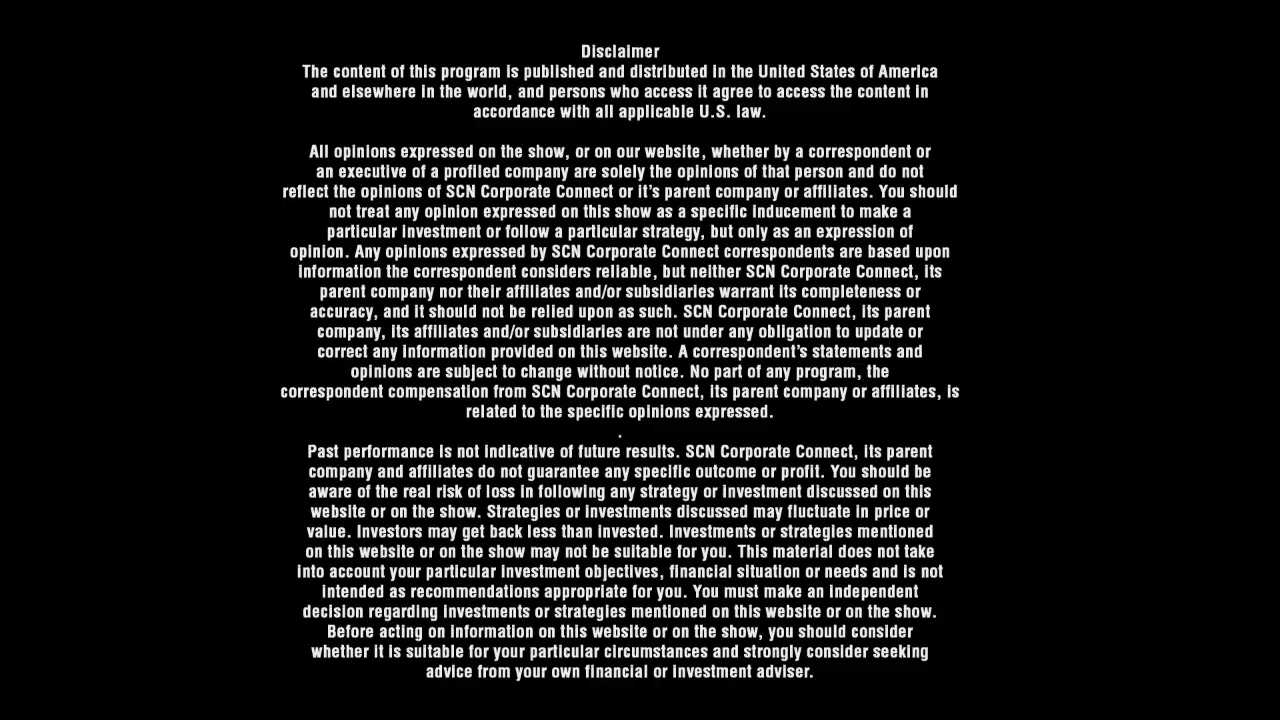 Disclaimer
The content of this program is published and distributed in the United States of America
and elsewhere in the world, and persons who access it agree to access the content in
accordance with all applicable U.S. law.
All opinions expressed on the show, or on our website, whether by a correspondent or
an executive of a profiled company are solely the opinions of that person and do not
reflect the opinions of SCN Corporate Connect or it's parent company or affiliates. You should
not treat any opinion expressed on this show as a specific inducement to make a
particular investment or follow a particular strategy, but only as an expression of
opinion. Any opinions expressed by SCN Corporate Connect correspondents are based upon
information the correspondent considers reliable, but neither SCN Corporate Connect, its
parent company nor their affiliates and/or subsidiaries warrant its completeness or
accuracy, and it should not be relied upon as such. SCN Corporate Connect, its parent
company, its affiliates and/or subsidiaries are not under any obligation to update or
correct any information provided on this website. A correspondent's statements and
opinions are subject to change without notice. No part of any program, the
correspondent compensation from SCN Corporate Connect, its parent company or affiliates, is
related to the specific opinions expressed.
.
Past performance is not indicative of future results. SCN Corporate Connect, its parent
company and affiliates do not guarantee any specific outcome or profit. You should be
aware of the real risk of loss in following any strategy or investment discussed on this
website or on the show. Strategies or investments discussed may fluctuate in price or
value. Investors may get back less than invested. Investments or strategies mentioned
on this website or on the show may not be suitable for you. This material does not take
into account your particular investment objectives, financial situation or needs and is not
intended as recommendations appropriate for you. You must make an independent
decision regarding investments or strategies mentioned on this website or on the show.
Before acting on information on this website or on the show, you should consider
whether it is suitable for your particular circumstances and strongly consider seeking
advice from your own financial or investment adviser.